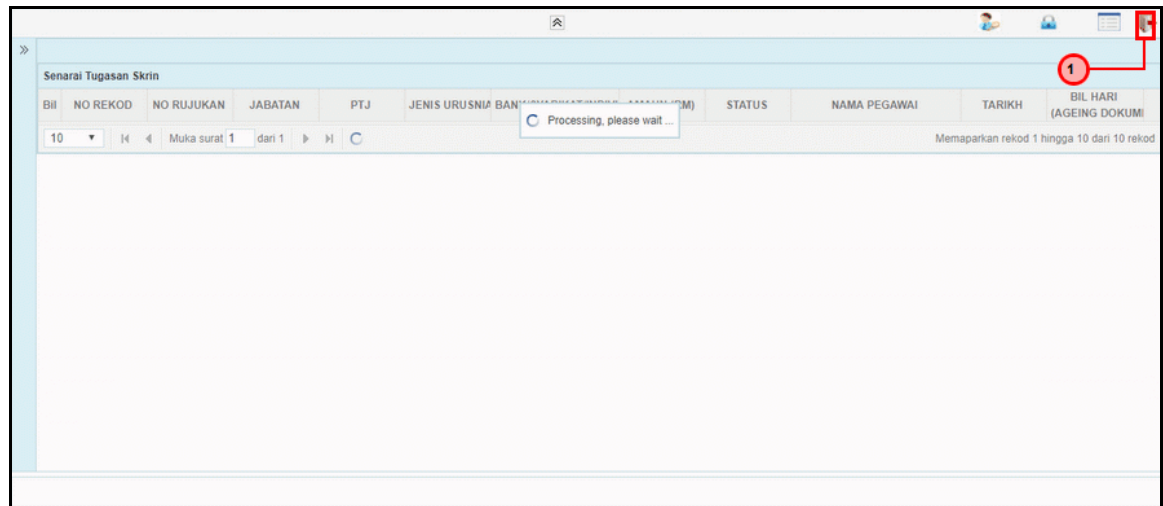 1
Senarai Tugasan Skrin
Bil NO REKOD NO RUJUKAN JABATAN PTJ JENIS URUSNIA STATUS NAMA PEGAWAI TARIKH BIL HARI
(AGEING DOKUMI
Processing, please wait ...
10 Muka surat 1 dari 1 Memaparkan rekod 1 hingga 10 dari 10 rekod